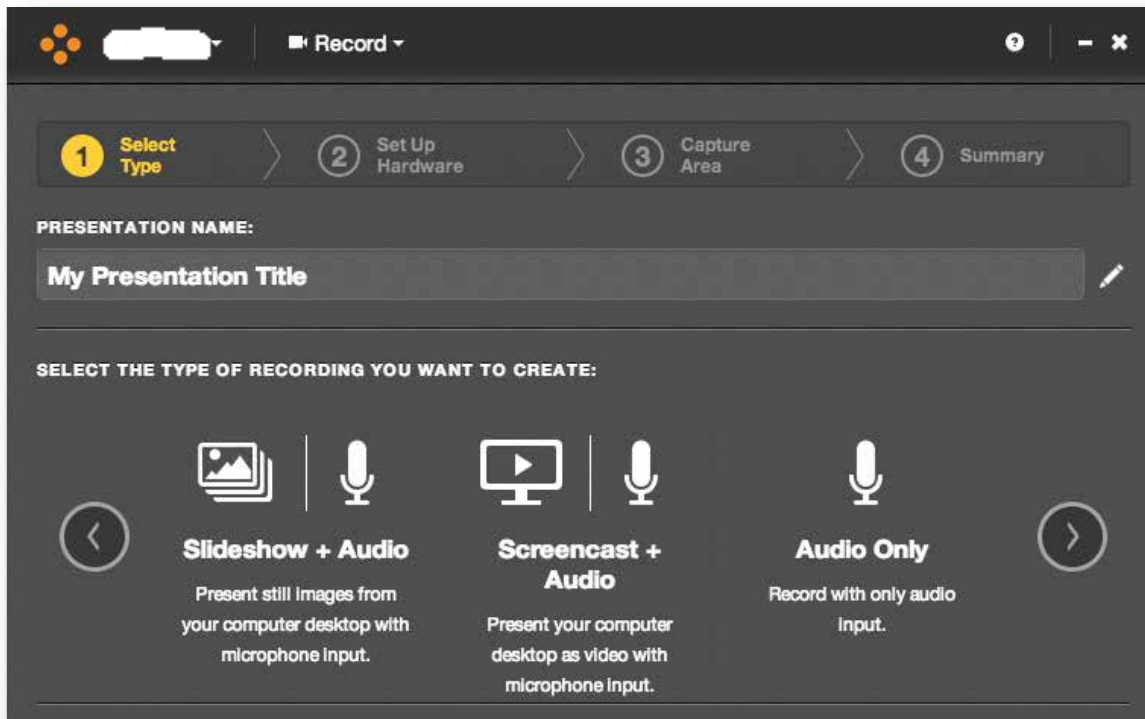 Record
?
1 Select Type
2 Set Up Hardware
3 Capture Area
4 Summary
PRESENTATION NAME:
My Presentation Title
SELECT THE TYPE OF RECORDING YOU WANT TO CREATE:
Slideshow + Audio
Present still images from
your computer desktop with
microphone input.
Screencast +
Audio
Present your computer
desktop as video with
microphone input.
Audio Only
Record with only audio
input.